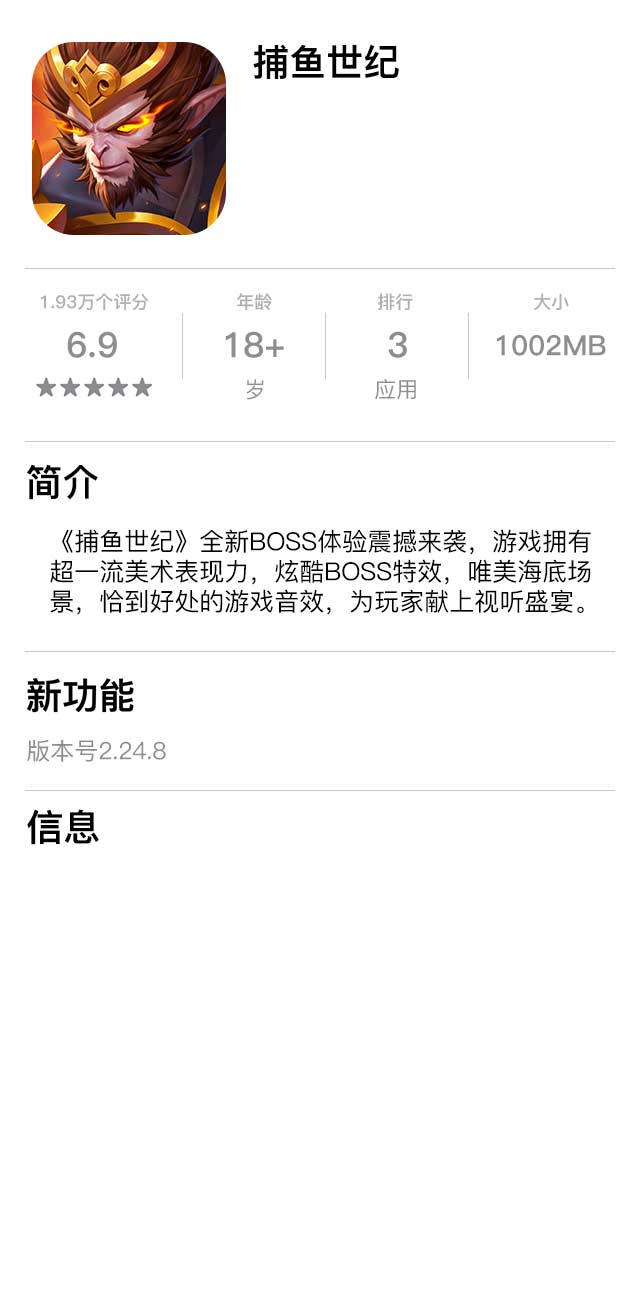 捕鱼世纪
1.93万个评分
年龄
排行
大小
6.9
18+
3
1002MB
★★★★★
岁
应用
简介
《捕鱼世纪》全新BOSS体验震撼来袭，游戏拥有
超一流美术表现力，炫酷BOSS特效，唯美海底场
景，恰到好处的游戏音效，为玩家献上视听盛宴。
新功能
版本号2.24.8
信息